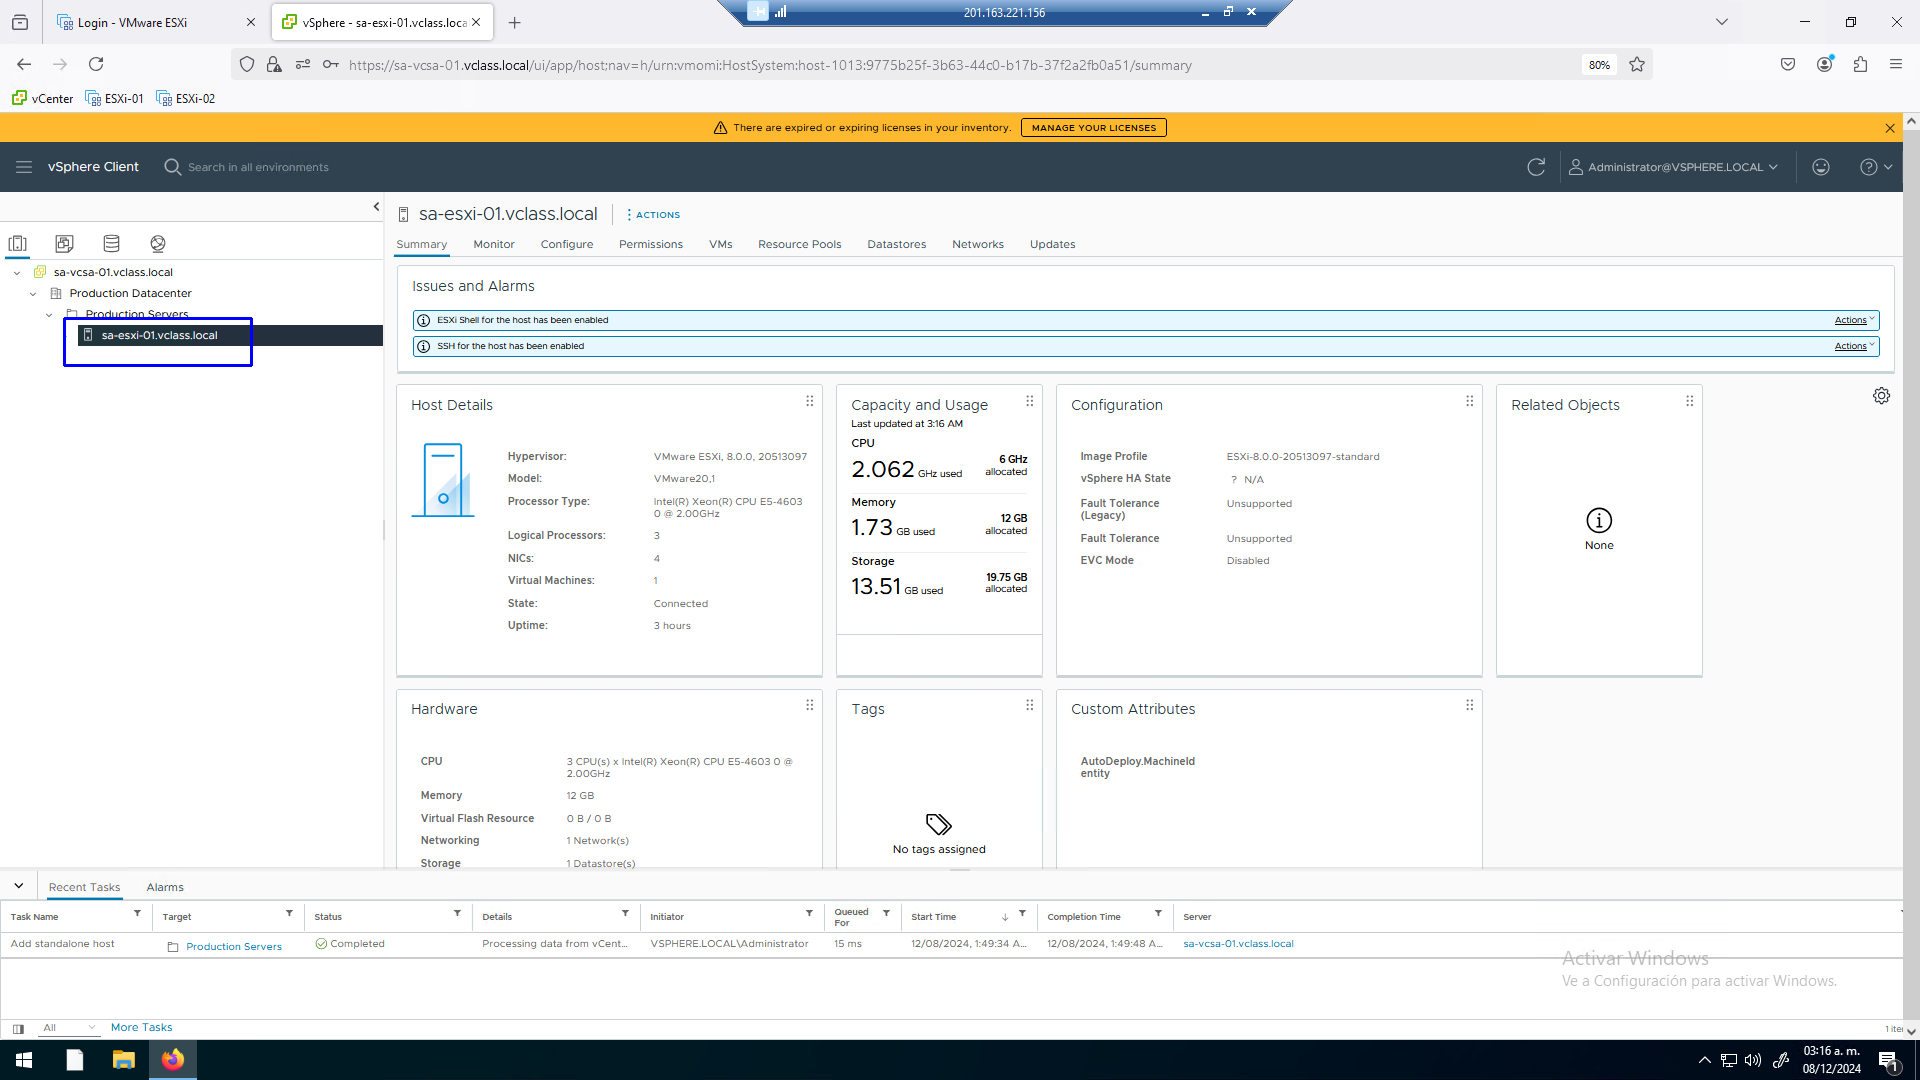 Login - VMware ESXi
vSphere - sa-esxi-01.vclass.loca
201.163.221.156
https://sa-vcsa-01.vclass.local/ui/app/host;nav=h/urn:vmomi:HostSystem:host-1013:9775b25f-3b63-44c0-b17b-37f2a2fb0a51/summary
80%
vCenter
ESXi-01
ESXi-02
There are expired or expiring licenses in your inventory.
MANAGE YOUR LICENSES
vSphere Client
Search in all environments
Administrator@VSPHERE.LOCAL
sa-vcsa-01.vclass.local
Production Datacenter
Production Servers
sa-esxi-01.vclass.local
sa-esxi-01.vclass.local
ACTIONS
Summary
Monitor
Configure
Permissions
VMs
Resource Pools
Datastores
Networks
Updates
Issues and Alarms
ESXi Shell for the host has been enabled
Actions
SSH for the host has been enabled
Actions
Host Details
Hypervisor: VMware ESXi, 8.0.0, 20513097
Model: VMware20,1
Processor Type: Intel(R) Xeon(R) CPU E5-4603
0 @ 2.00GHz
Logical Processors: 3
NICs: 4
Virtual Machines: 1
State: Connected
Uptime: 3 hours
Capacity and Usage
Last updated at 3:16 AM
CPU
2.062 GHz used
6 GHz
allocated
Memory
1.73 GB used
12 GB
allocated
Storage
13.51 GB used
19.75 GB
allocated
Configuration
Image Profile ESXi-8.0.0-20513097-standard
vSphere HA State ? N/A
Fault Tolerance
(Legacy)
Unsupported
Fault Tolerance Unsupported
EVC Mode Disabled
Related Objects
None
Hardware
CPU 3 CPU(s) x Intel(R) Xeon(R) CPU E5-4603 0 @
2.00GHz
Memory 12 GB
Virtual Flash Resource 0 B / 0 B
Networking 1 Network(s)
Storage 1 Datastore(s)
Tags
No tags assigned
Custom Attributes
AutoDeploy.MachineId
entity
Recent Tasks
Alarms
Task Name
Target
Status
Details
Initiator
Queued
For
Start Time
Completion Time
Server
Add standalone host
Production Servers
Completed
Processing data from vCent...
VSPHERE.LOCAL\Administrator
15 ms
12/08/2024, 1:49:34 A...
12/08/2024, 1:49:48 A...
sa-vcsa-01.vclass.local
Activar Windows
Ve a Configuración para activar Windows.
All
More Tasks
1 ite
03:16 a. m.
08/12/2024
1